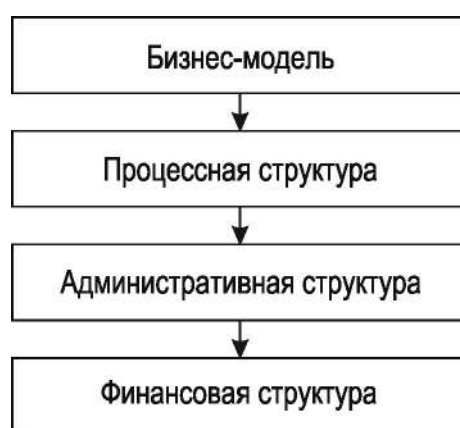 Бизнес-модель
Процессная структура
Административная структура
Финансовая структура